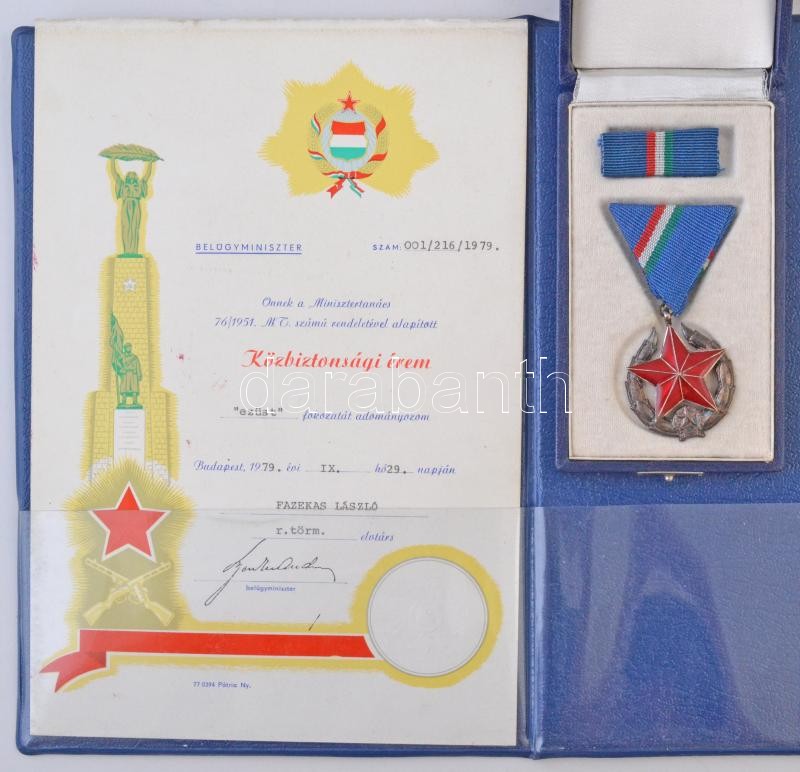 BELÜGYMINISZTER
SZÁM: 001/216/1979.
Önnek a Minisztertanács
76/1951. M.T. számú rendeletével alapított
Közbiztonsági érem
"ezüst" fokozatát adományozom
Budapest, 1979. évi IX. hó 29. napján
FAZEKAS LÁSZLÓ
r.törm. elvtárs
belügyminiszter
77 0394 Pátria Ny.
darabanth